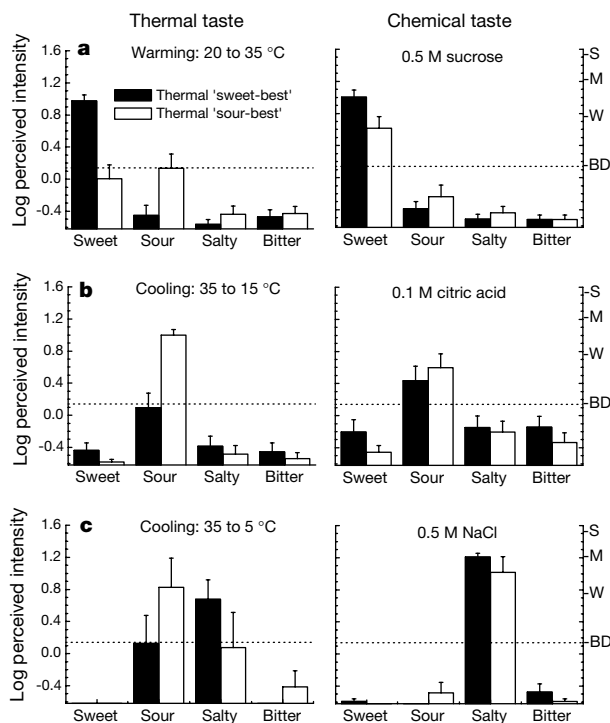 Thermal taste
Chemical taste
Log perceived intensity
a
Warming: 20 to 35 °C
1.6
1.2
0.8
0.4
0.0
-0.4
Thermal 'sweet-best'
Thermal 'sour-best'
Sweet Sour Salty Bitter
0.5 M sucrose
-S
-M
-W
-BD
Sweet Sour Salty Bitter
Log perceived intensity
b
Cooling: 35 to 15 °C
1.6
1.2
0.8
0.4
0.0
-0.4
Sweet Sour Salty Bitter
0.1 M citric acid
-S
-M
-W
-BD
Sweet Sour Salty Bitter
Log perceived intensity
c
Cooling: 35 to 5 °C
1.6
1.2
0.8
0.4
0.0
-0.4
Sweet Sour Salty Bitter
0.5 M NaCl
-S
-M
-W
-BD
Sweet Sour Salty Bitter